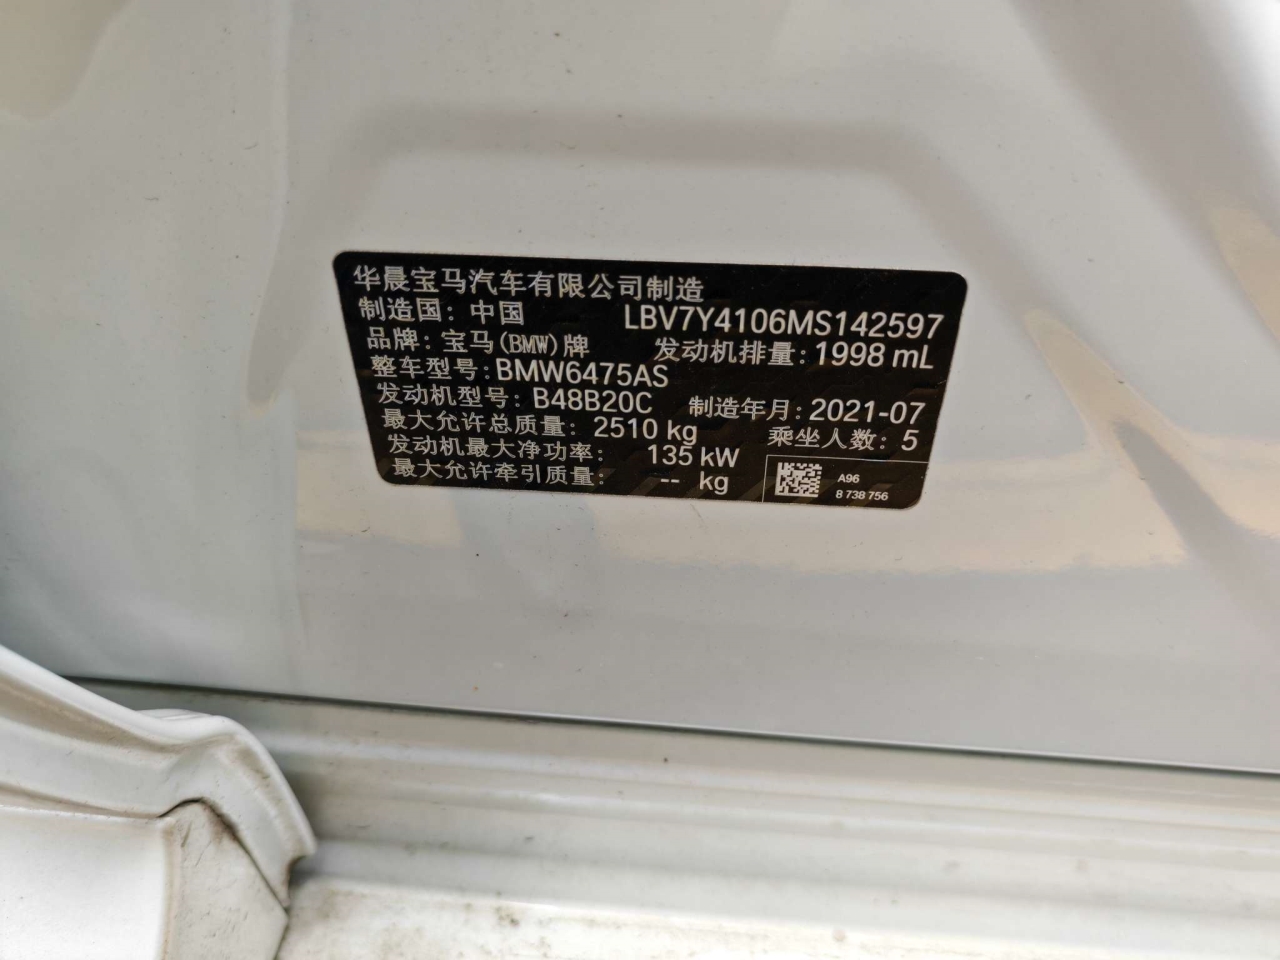 华晨宝马汽车有限公司制造
制造国：中国 LBV7Y4106MS142597
品牌：宝马(BMW)牌 发动机排量：1998 mL
整车型号：BMW6475AS
发动机型号：B48B20C 制造年月：2021-07
最大允许总质量：2510 kg 乘坐人数：5
发动机最大净功率：135 kW
最大允许牵引质量：-- kg
A96
8 738 756